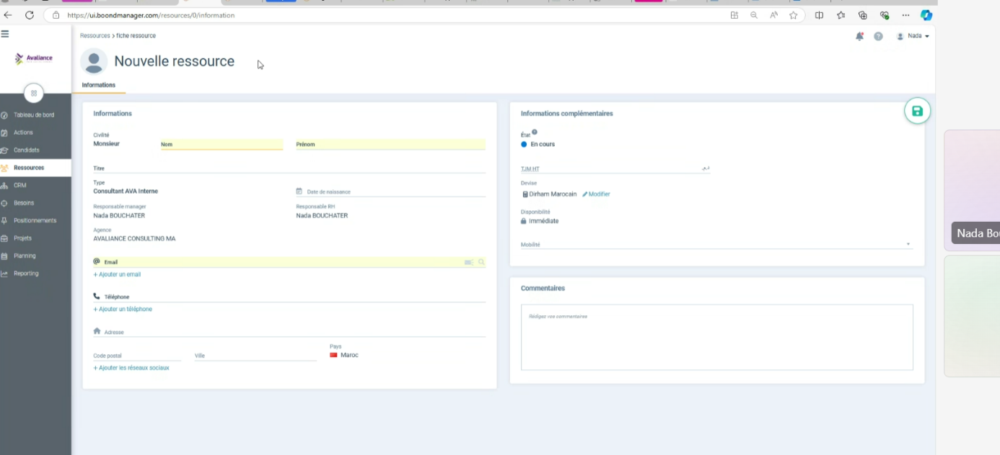 https://ui.boondmanager.com/resources/0/information
Ressources > fiche ressource
Nada
Avaliance
Nouvelle ressource
Informations
Tableau de bord
Actions
Candidats
Ressources
CRM
Besoins
Positionnements
Projets
Planning
Reporting
Informations
Civilité
Monsieur
Nom
Prénom
Titre
Type
Consultant AVA Interne
Date de naissance
Responsable manager
Nada BOUCHATER
Responsable RH
Nada BOUCHATER
Agence
AVALIANCE CONSULTING MA
Email
+ Ajouter un email
Téléphone
+ Ajouter un téléphone
Adresse
Code postal
Ville
Pays
Maroc
+ Ajouter les réseaux sociaux
Informations complémentaires
État
En cours
TJM HT
Devise
Dirham Marocain
Modifier
Disponibilité
Immédiate
Mobilité
Commentaires
Rédigez vos commentaires
Nada Bou